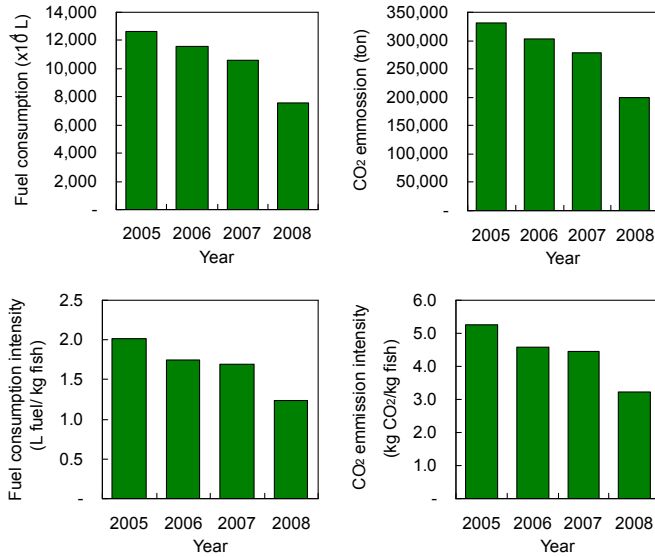 Fuel consumption (x10⁴ L)
14,000
12,000
10,000
8,000
6,000
4,000
2,000
-
2005 2006 2007 2008
Year
CO₂ emmossion (ton)
350,000
300,000
250,000
200,000
150,000
100,000
50,000
-
2005 2006 2007 2008
Year
Fuel consumption intensity
(L fuel/ kg fish)
2.5
2.0
1.5
1.0
0.5
-
2005 2006 2007 2008
Year
CO₂ emmission intensity
(kg CO₂/kg fish)
6.0
5.0
4.0
3.0
2.0
1.0
-
2005 2006 2007 2008
Year